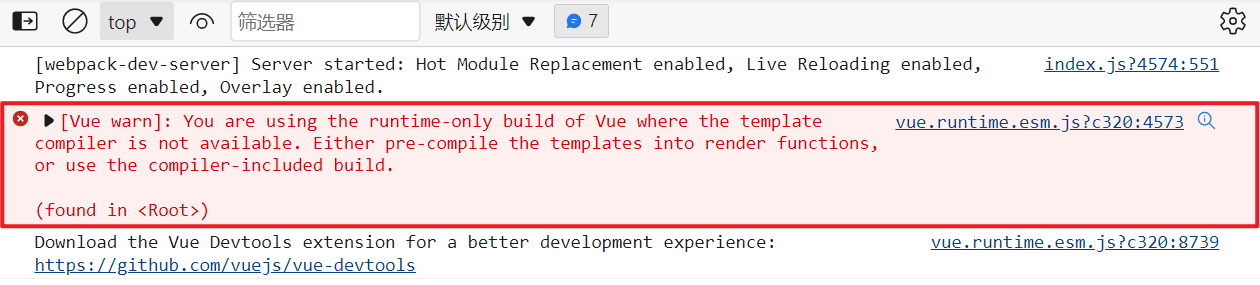 top 筛选器 默认级别 7
[webpack-dev-server] Server started: Hot Module Replacement enabled, Live Reloading enabled, index.js?4574:551
Progress enabled, Overlay enabled.
[Vue warn]: You are using the runtime-only build of Vue where the template vue.runtime.esm.js?c320:4573
compiler is not available. Either pre-compile the templates into render functions,
or use the compiler-included build.
(found in <Root>)
Download the Vue Devtools extension for a better development experience: vue.runtime.esm.js?c320:8739
https://github.com/vuejs/vue-devtools